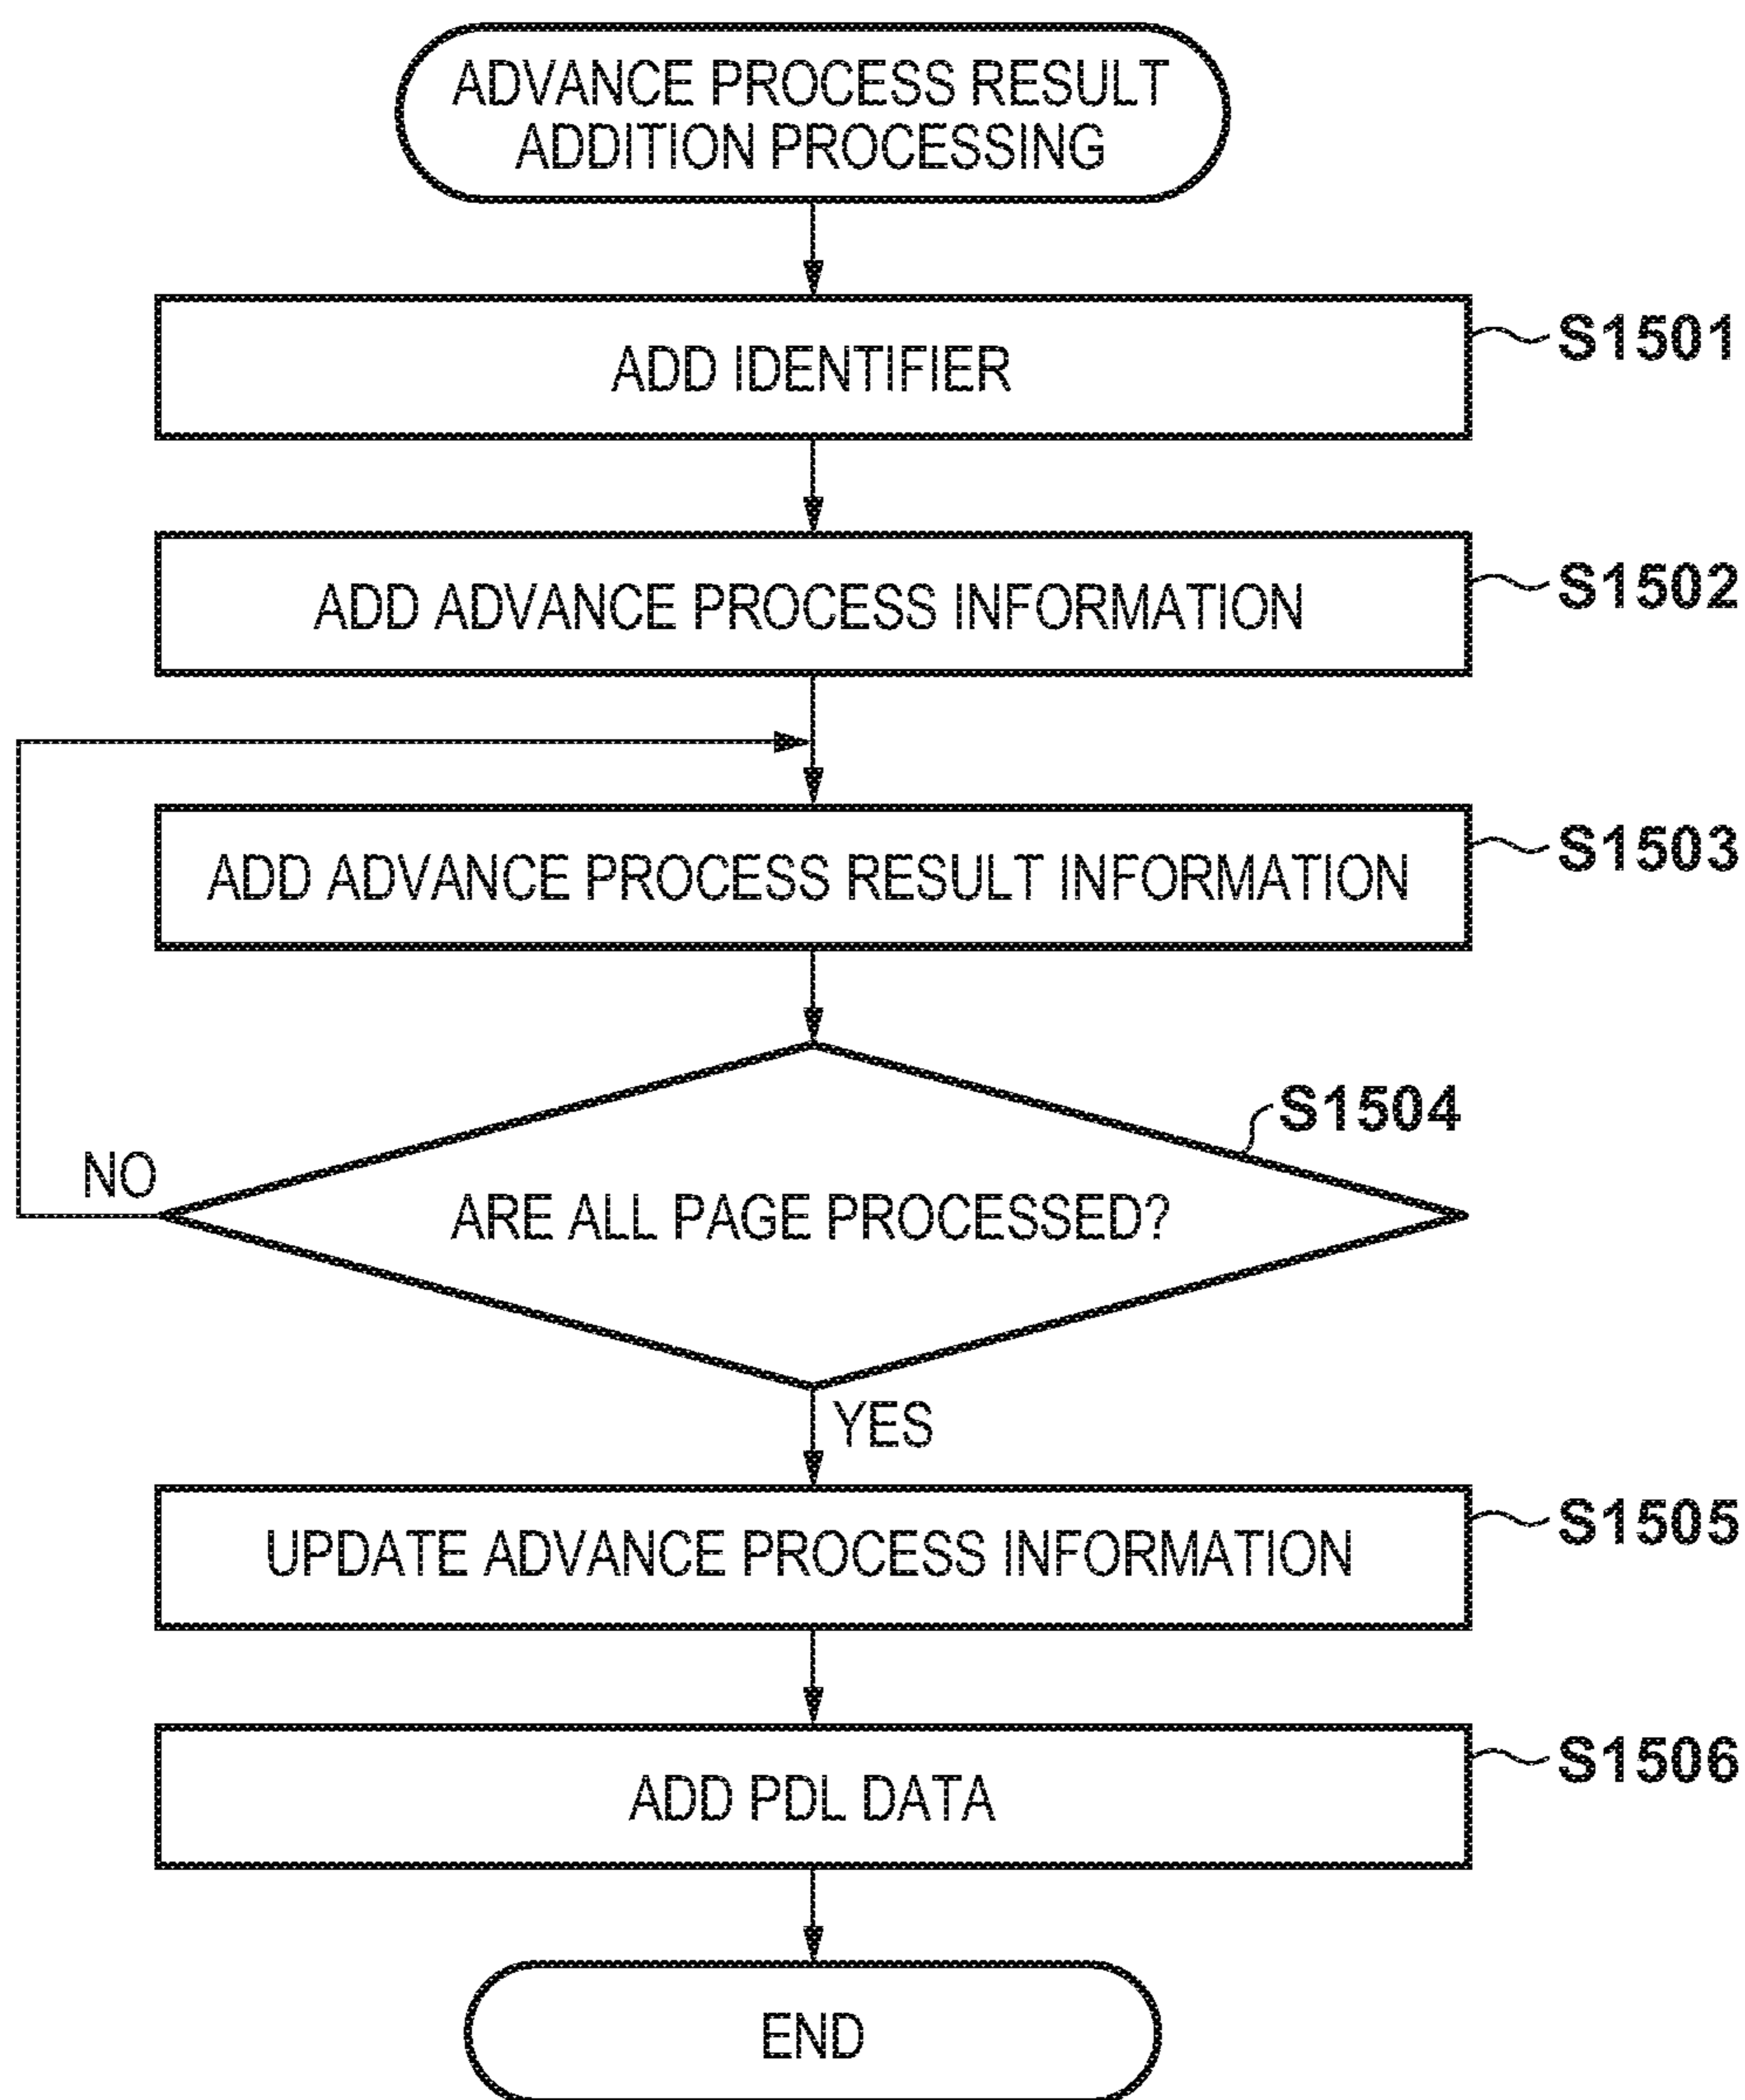 ADVANCE PROCESS RESULT
ADDITION PROCESSING
ADD IDENTIFIER
S1501
ADD ADVANCE PROCESS INFORMATION
S1502
ADD ADVANCE PROCESS RESULT INFORMATION
S1503
S1504
NO
ARE ALL PAGE PROCESSED?
YES
UPDATE ADVANCE PROCESS INFORMATION
S1505
ADD PDL DATA
S1506
END